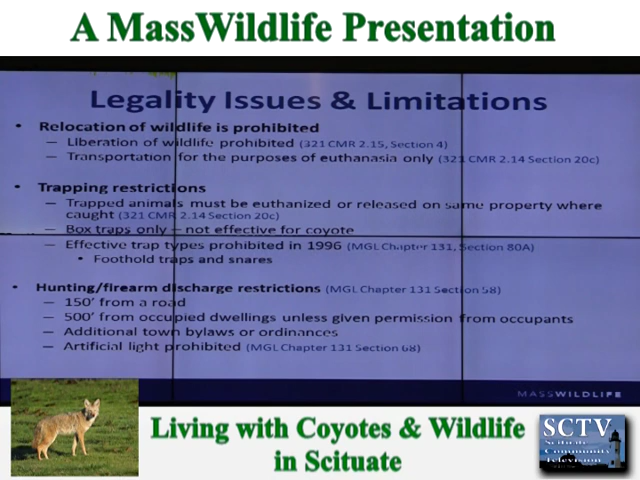 A MassWildlife Presentation
Legality Issues & Limitations
• Relocation of wildlife is prohibited
– Liberation of wildlife prohibited (321 CMR 2.15, Section 4)
– Transportation for the purposes of euthanasia only (321 CMR 2.14 Section 20c)
• Trapping restrictions
– Trapped animals must be euthanized or released on same property where
caught (321 CMR 2.14 Section 20c)
– Box traps only – not effective for coyote
– Effective trap types prohibited in 1996 (MGL Chapter 131, Section 80A)
• Foothold traps and snares
• Hunting/firearm discharge restrictions (MGL Chapter 131 Section 58)
– 150' from a road
– 500' from occupied dwellings unless given permission from occupants
– Additional town bylaws or ordinances
– Artificial light prohibited (MGL Chapter 131 Section 68)
MASSWILDLIFE
Living with Coyotes & Wildlife
in Scituate
SCTV
Scituate
Community
Television